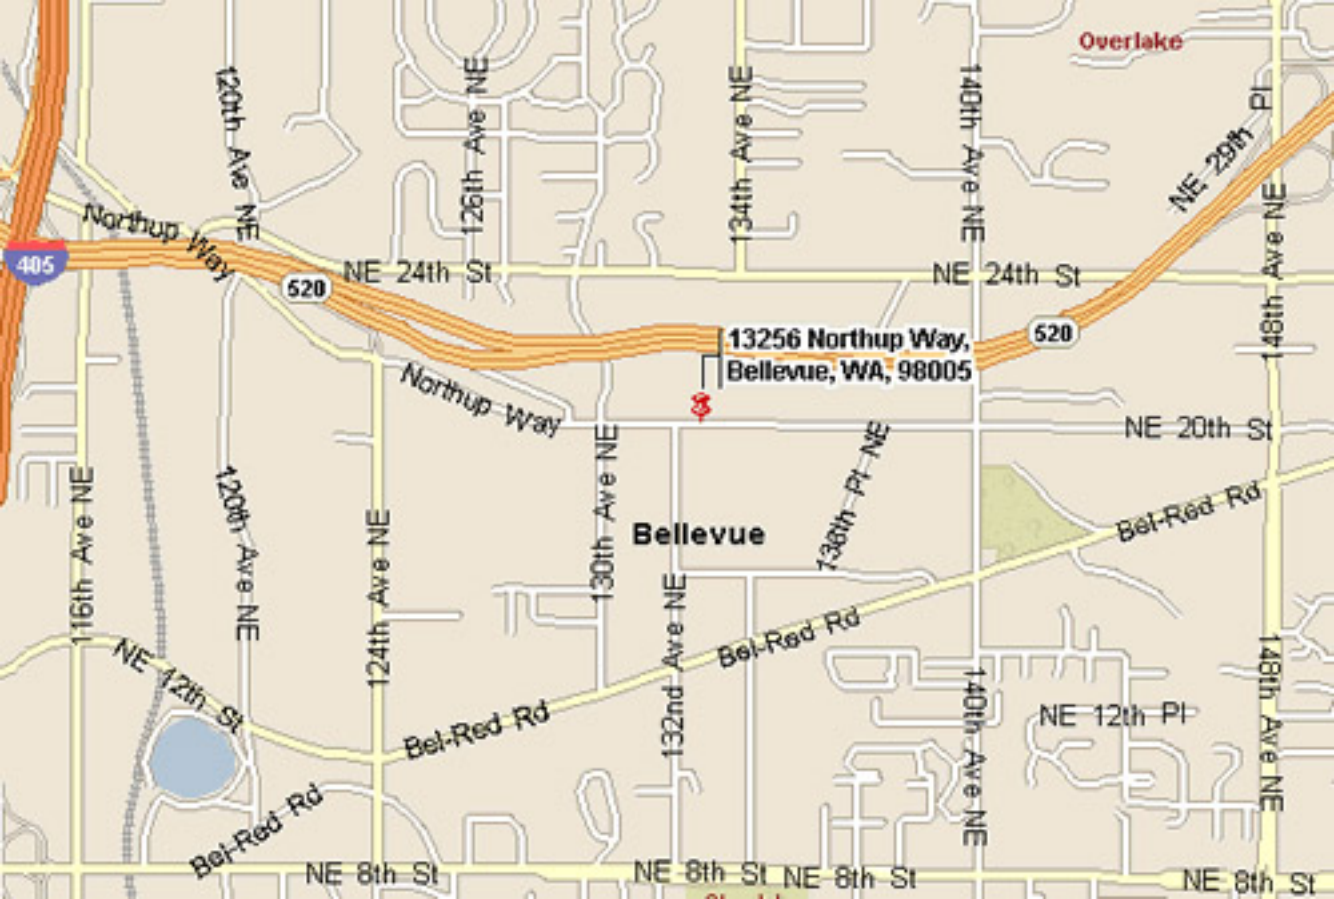 Overlake
120th Ave NE
126th Ave NE
134th Ave NE
140th Ave NE
NE 29th Pl
148th Ave NE
Northup Way
405
520
NE 24th St
NE 24th St
520
13256 Northup Way,
Bellevue, WA, 98005
Northup Way
NE 20th St
116th Ave NE
120th Ave NE
124th Ave NE
130th Ave NE
Bellevue
136th Pl NE
Bel-Red Rd
132nd Ave NE
Bel-Red Rd
NE 12th St
Bel-Red Rd
140th Ave NE
NE 12th Pl
148th Ave NE
Bel-Red Rd
NE 8th St
NE 8th St
NE 8th St
NE 8th St